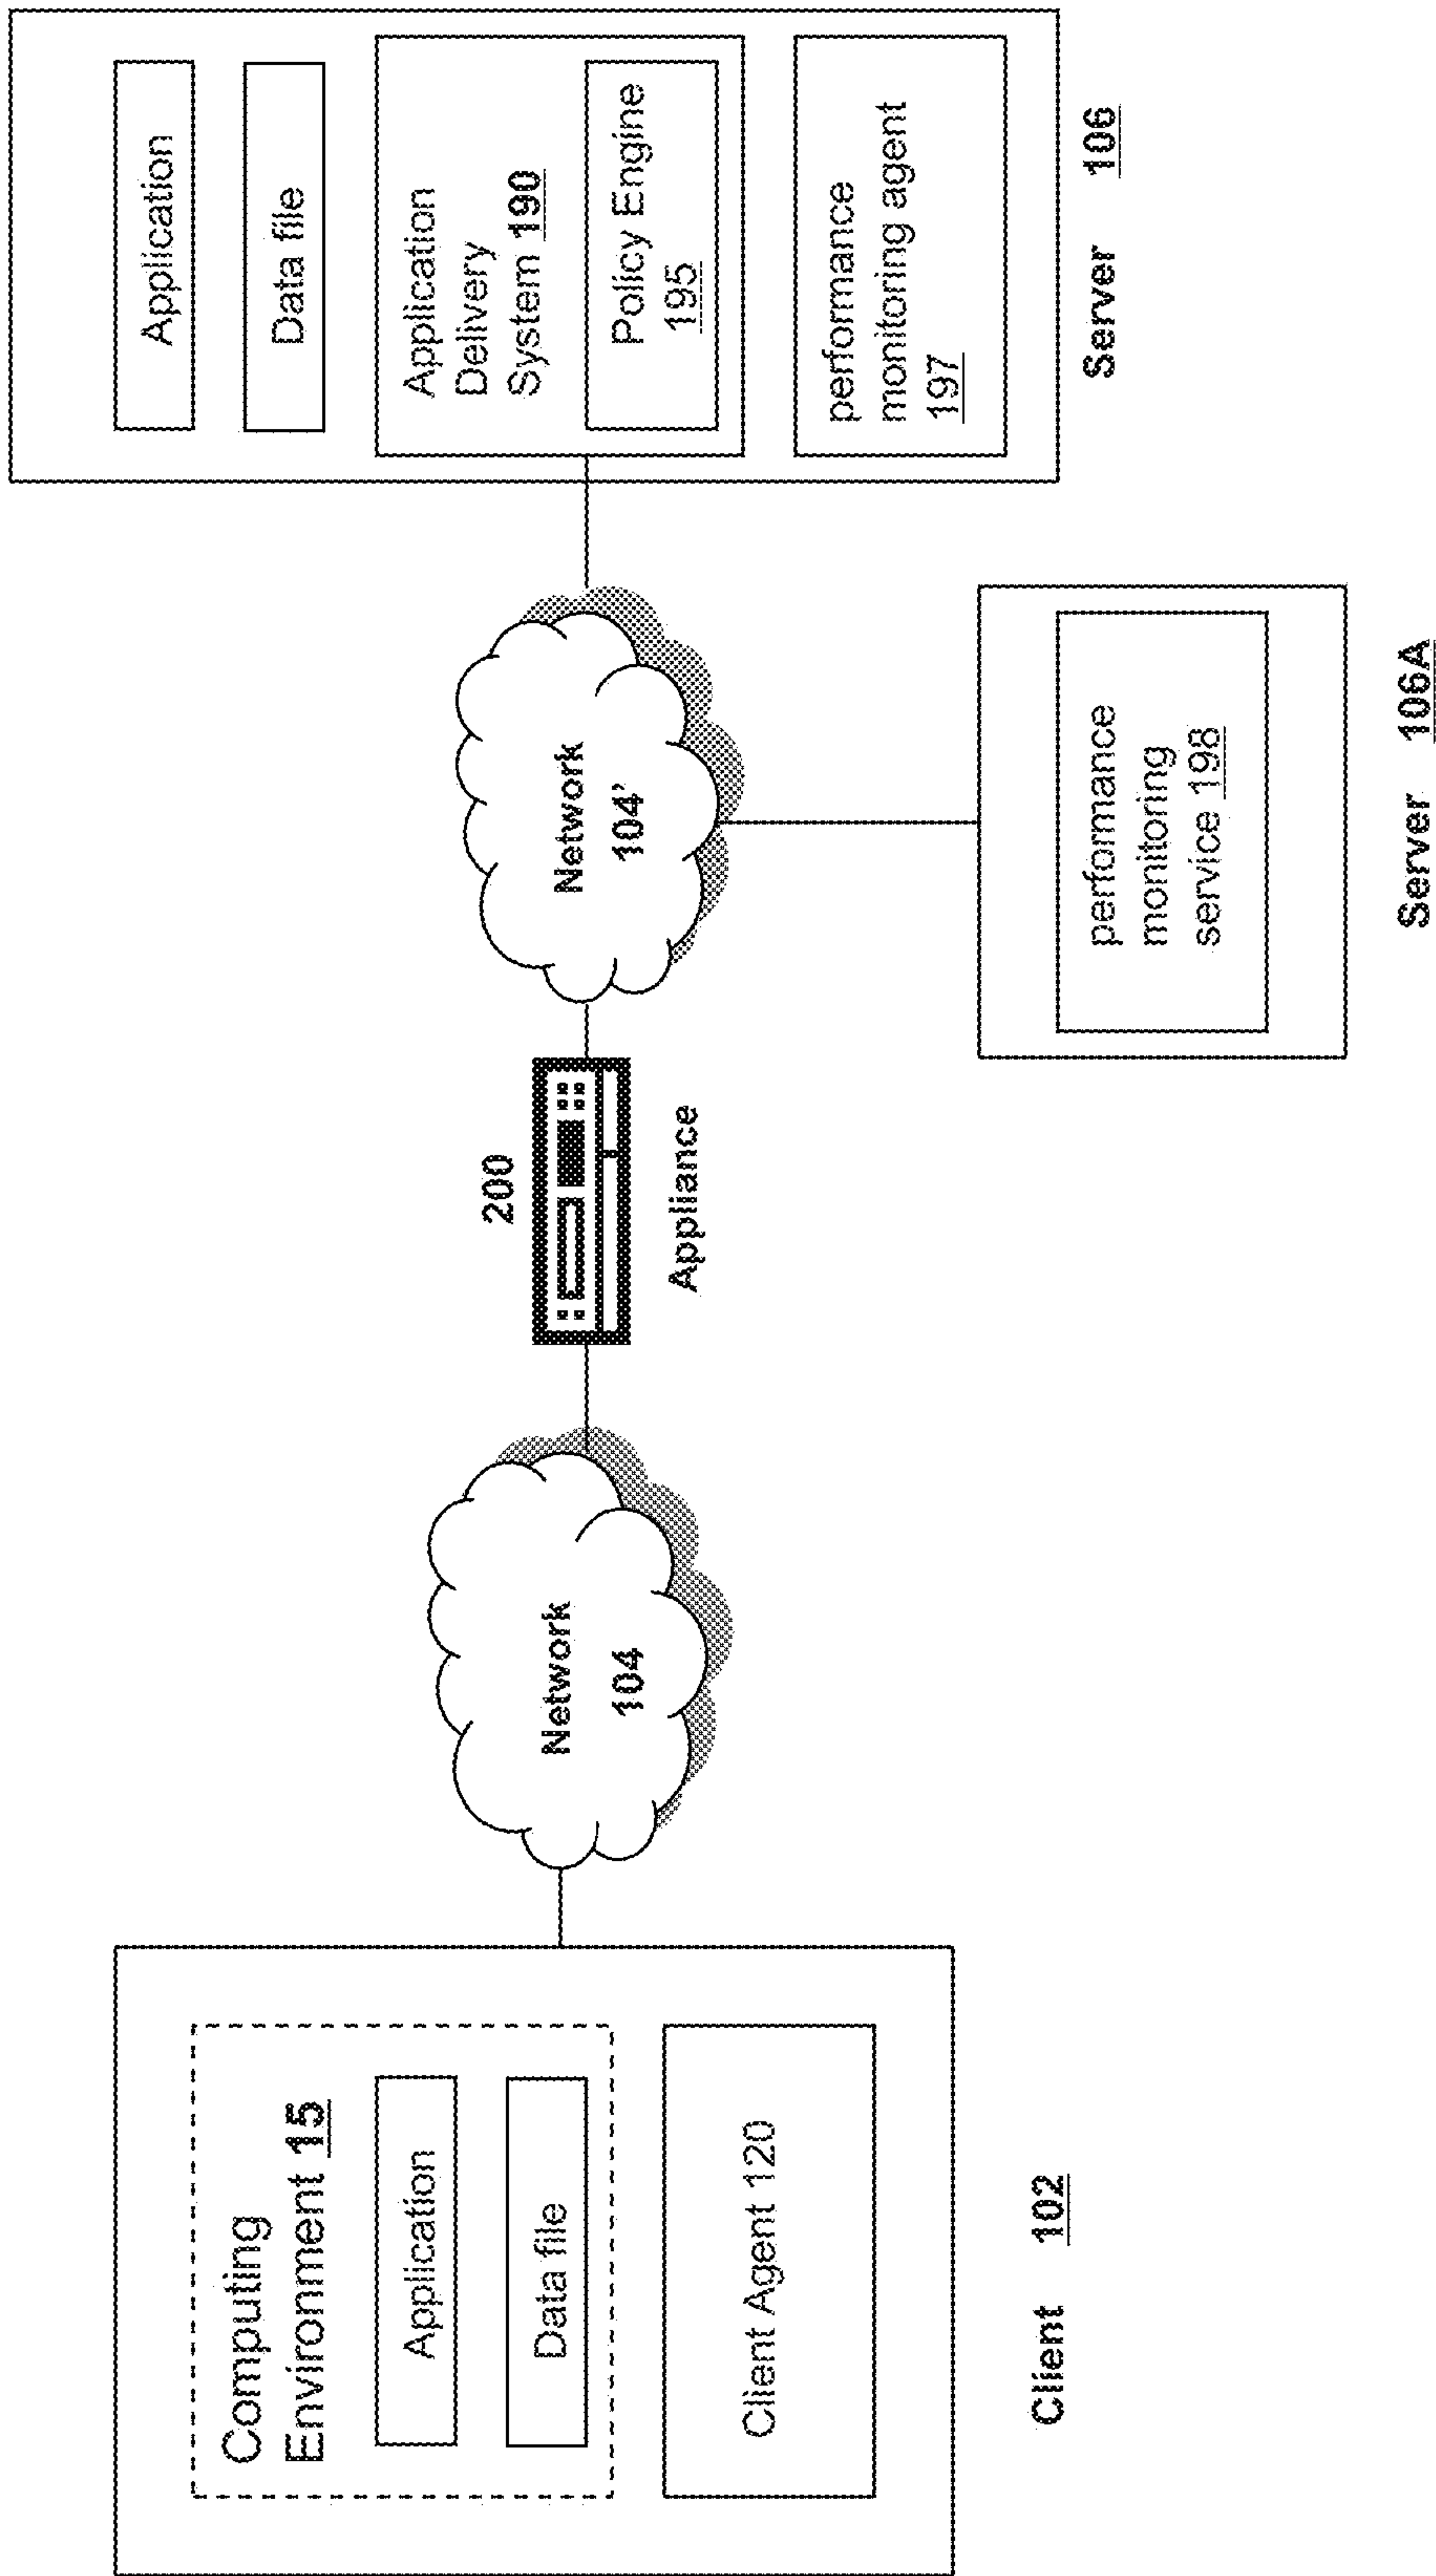 Computing
Environment 15
Application
Data file
Client Agent 120
Client 102
Network
104
200
Appliance
Network
104’
performance
monitoring
service 198
Server 106A
Application
Data file
Application
Delivery
System 190
Policy Engine
195
performance
monitoring agent
197
Server 106